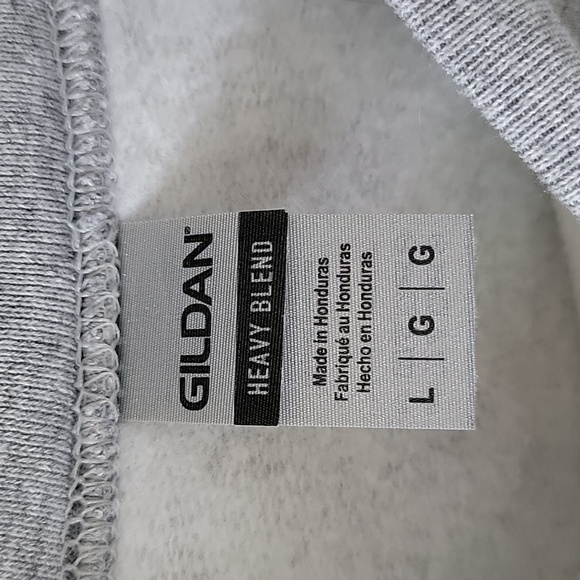 GILDAN®
HEAVY BLEND
Made in Honduras
Fabriqué au Honduras
Hecho en Honduras
L | G | G